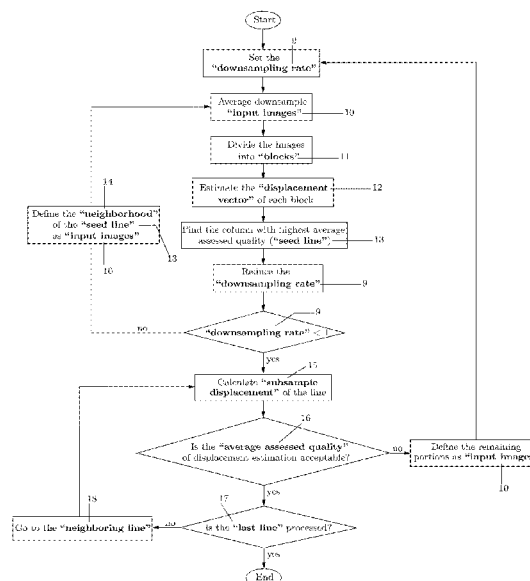 Start
Set the
"downsampling rate"
9
Average downsample
"input images"
10
Divide the images
into "blocks"
11
Estimate the "displacement
vector" of each block
12
Find the column with highest average
assessed quality ("seed line")
13
Reduce the
"downsampling rate"
9
9
"downsampling rate" < 1
no
yes
14
Define the "neighborhood"
of the "seed line"
as "input images"
13
10
15
Calculate "subsample
displacement" of the line
16
Is the "average assessed quality"
of displacement estimation acceptable?
no
yes
Define the remaining
portions as "input images"
10
18
Go to the "neighboring line"
17
Is the "last line" processed?
no
yes
End